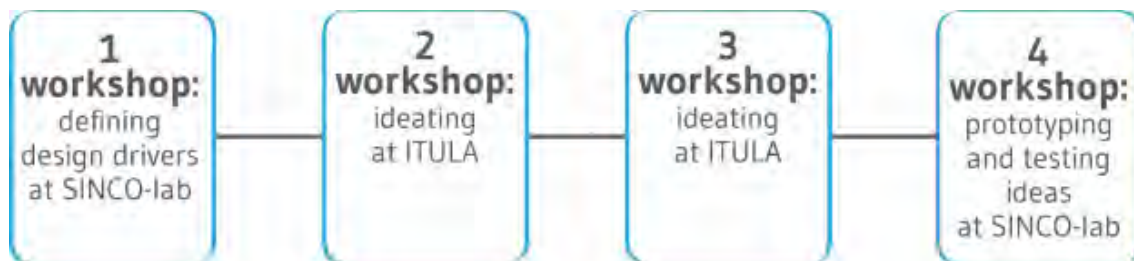 1
workshop:
defining
design drivers
at SINCO-lab
2
workshop:
ideating
at ITULA
3
workshop:
ideating
at ITULA
4
workshop:
prototyping
and testing
ideas
at SINCO-lab